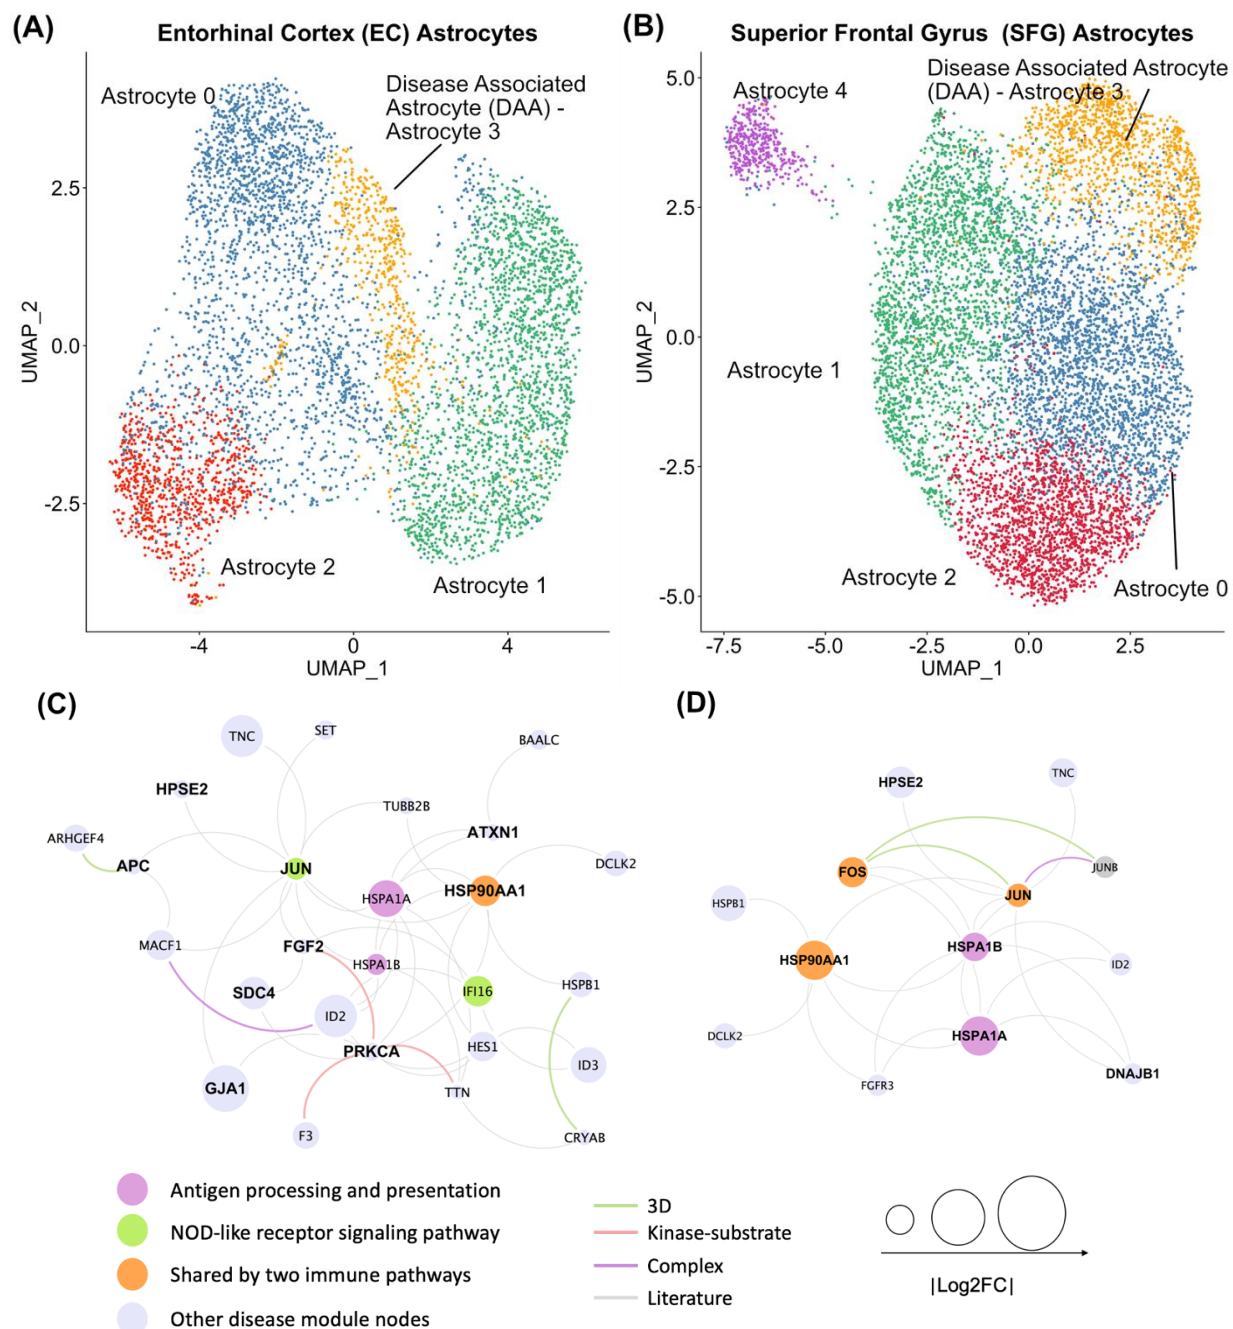 (A)
Entorhinal Cortex (EC) Astrocytes
Astrocyte 0
Disease Associated
Astrocyte (DAA) -
Astrocyte 3
2.5
0.0
-2.5
UMAP_2
Astrocyte 2
Astrocyte 1
-4
0
4
UMAP_1
(B)
Superior Frontal Gyrus (SFG) Astrocytes
Disease Associated Astrocyte
(DAA) - Astrocyte 3
Astrocyte 4
5.0
2.5
0.0
-2.5
-5.0
UMAP_2
Astrocyte 1
Astrocyte 2
Astrocyte 0
-7.5
-5.0
-2.5
0.0
2.5
UMAP_1
(C)
TNC
SET
BAALC
HPSE2
TUBB2B
ARHGEF4
ATXN1
APC
JUN
DCLK2
HSPA1A
HSP90AA1
MACF1
FGF2
HSPA1B
SDC4
IFI16
HSPB1
ID2
PRKCA
HES1
ID3
GJA1
TTN
F3
CRYAB
(D)
HPSE2
TNC
FOS
JUNB
JUN
HSPB1
HSPA1B
HSP90AA1
ID2
DCLK2
HSPA1A
FGFR3
DNAJB1
Antigen processing and presentation
NOD-like receptor signaling pathway
Shared by two immune pathways
Other disease module nodes
3D
Kinase-substrate
Complex
Literature
|Log2FC|